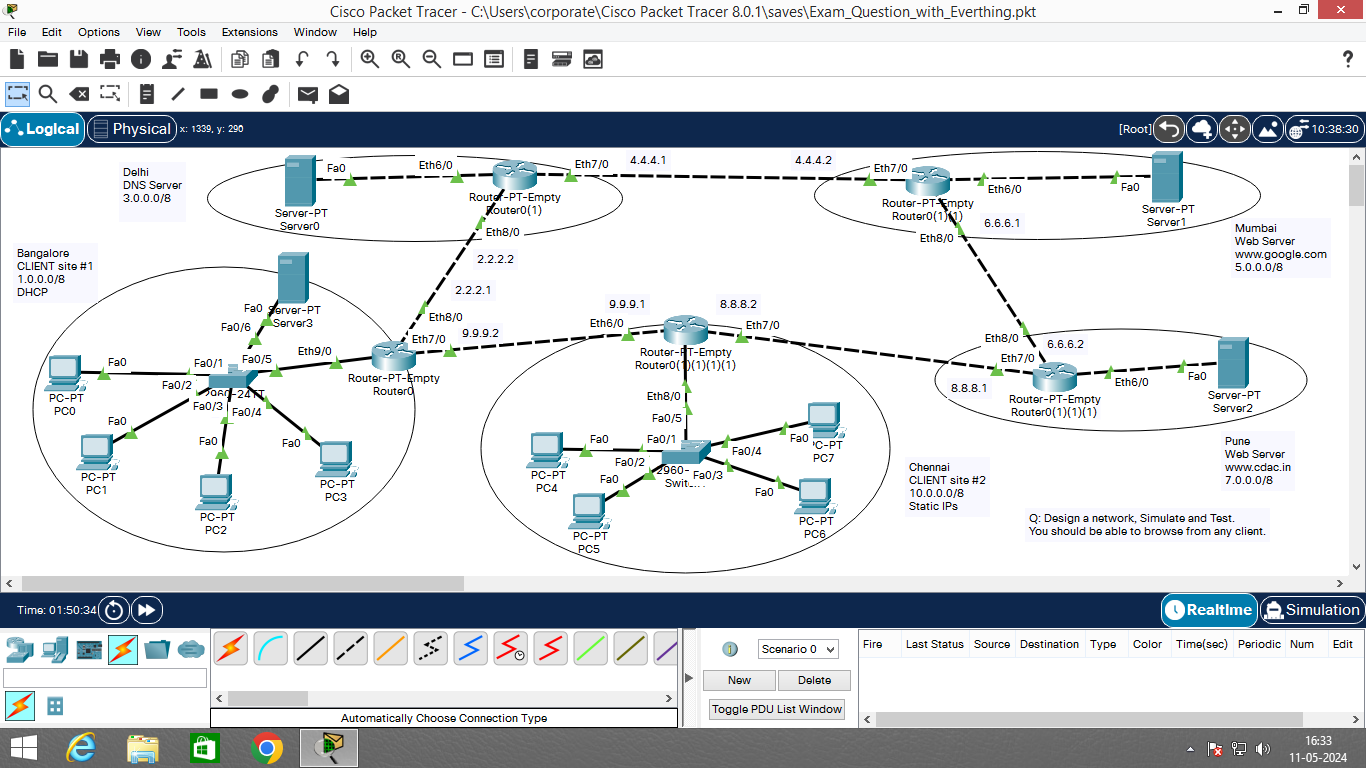 Cisco Packet Tracer - C:\Users\corporate\Cisco Packet Tracer 8.0.1\saves\Exam_Question_with_Everthing.pkt
File Edit Options View Tools Extensions Window Help
Logical
Physical
x: 1339, y: 290
[Root]
10:38:30
Delhi
DNS Server
3.0.0.0/8
Fa0
Server-PT
Server0
Eth6/0
Eth7/0
Router-PT-Empty
Router0(1)
Eth8/0
4.4.4.1
4.4.4.2
Eth7/0
Router-PT-Empty
Router0(1)(1)
Eth8/0
Eth6/0
6.6.6.1
Fa0
Server-PT
Server1
Mumbai
Web Server
www.google.com
5.0.0.0/8
Bangalore
CLIENT site #1
1.0.0.0/8
DHCP
2.2.2.2
2.2.2.1
Fa0
Server-PT
Server3
Fa0/6
Fa0/5
Fa0/1
Fa0/2
Fa0/3
Fa0/4
2960-24TT
Eth9/0
Eth8/0
Eth7/0
Router-PT-Empty
Router0
9.9.9.2
Fa0
PC-PT
PC0
Fa0
PC-PT
PC1
Fa0
PC-PT
PC2
Fa0
PC-PT
PC3
9.9.9.1
8.8.8.2
Eth6/0
Eth7/0
Router-PT-Empty
Router0(1)(1)(1)(1)
Eth8/0
Fa0/5
Fa0/1
Fa0/2
Fa0/4
Fa0/3
2960-
Fa0
PC-PT
PC4
Fa0
PC-PT
PC5
Fa0
PC-PT
PC7
Fa0
PC-PT
PC6
Eth8/0
6.6.6.2
Eth7/0
8.8.8.1
Router-PT-Empty
Router0(1)(1)(1)
Eth6/0
Fa0
Server-PT
Server2
Pune
Web Server
www.cdac.in
7.0.0.0/8
Chennai
CLIENT site #2
10.0.0.0/8
Static IPs
Q: Design a network, Simulate and Test.
You should be able to browse from any client.
Time: 01:50:34
Realtime
Simulation
Scenario 0
New
Delete
Toggle PDU List Window
Fire Last Status Source Destination Type Color Time(sec) Periodic Num Edit
Automatically Choose Connection Type
16:33
11-05-2024